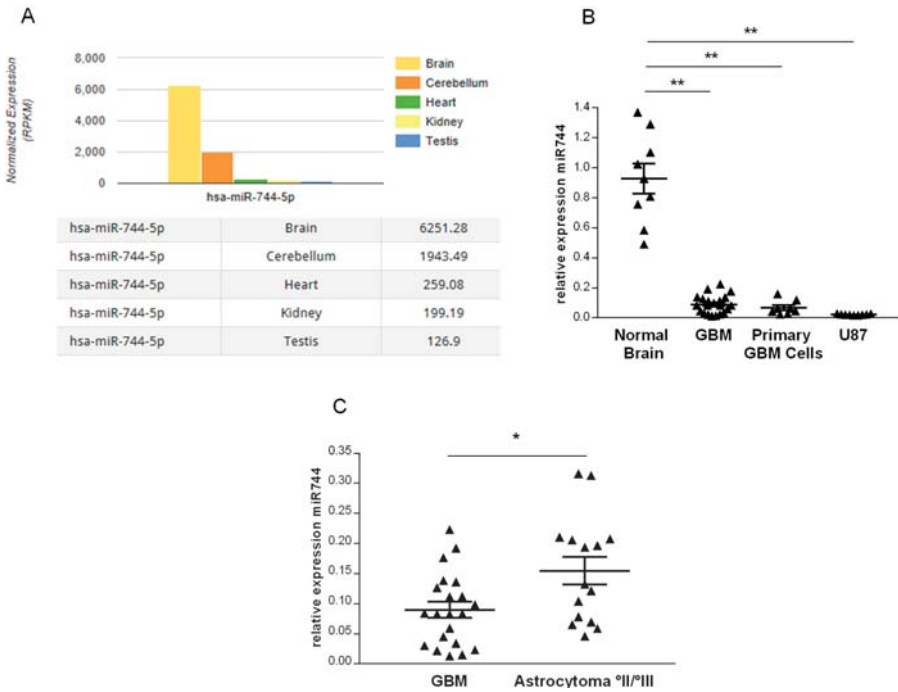 A
Normalized Expression
(RPKM)
8,000
6,000
4,000
2,000
0
hsa-miR-744-5p
Brain
Cerebellum
Heart
Kidney
Testis
hsa-miR-744-5p Brain 6251.28
hsa-miR-744-5p Cerebellum 1943.49
hsa-miR-744-5p Heart 259.08
hsa-miR-744-5p Kidney 199.19
hsa-miR-744-5p Testis 126.9
B
**
**
**
relative expression miR744
1.4
1.2
1.0
0.8
0.6
0.4
0.2
0.0
Normal
Brain
GBM
Primary
GBM Cells
U87
C
*
relative expression miR744
0.35
0.30
0.25
0.20
0.15
0.10
0.05
0.00
GBM
Astrocytoma °II/°III